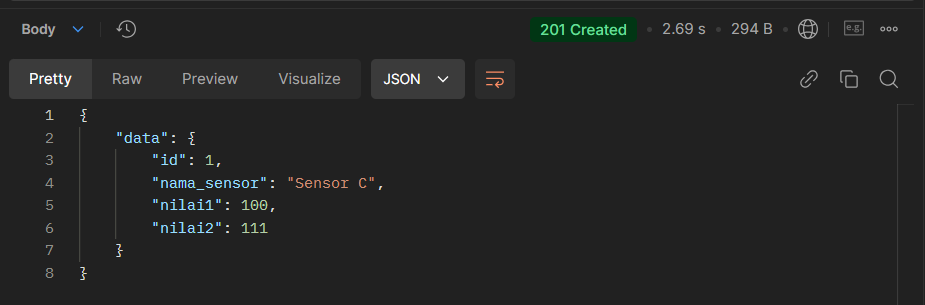 Body 201 Created • 2.69 s • 294 B • e.g.
Pretty Raw Preview Visualize JSON
1 {
2     "data": {
3         "id": 1,
4         "nama_sensor": "Sensor C",
5         "nilai1": 100,
6         "nilai2": 111
7     }
8 }